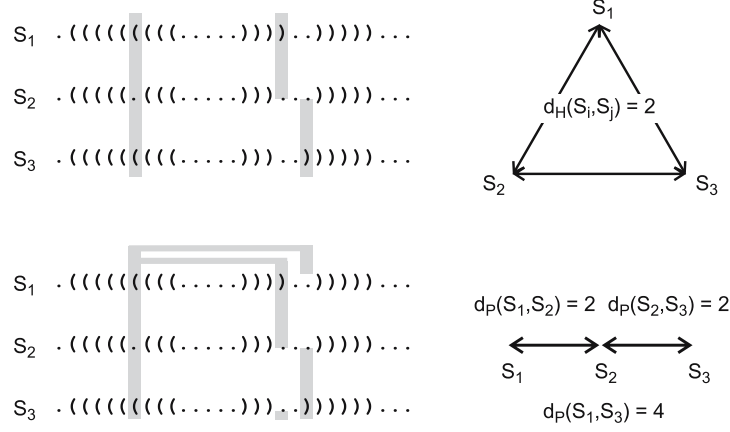 S1 .(((((((((.....))))..)))))...
S2 .(((((.(((.....)))...)))))...
S3 .(((((((((.....)))..))))))...
S1
dH(Si,Sj) = 2
S2 S3
S1 .(((((((((.....))))..)))))...
S2 .(((((.(((.....)))...)))))...
S3 .(((((((((.....)))..))))))...
dP(S1,S2) = 2 dP(S2,S3) = 2
S1 S2 S3
dP(S1,S3) = 4